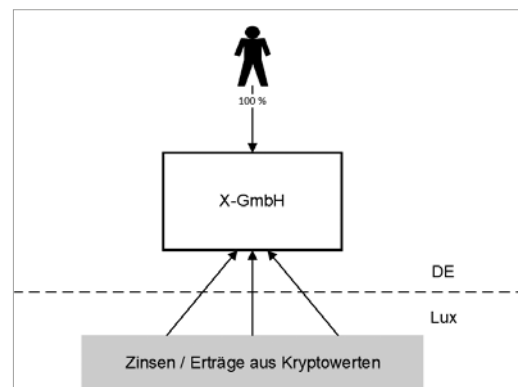 100 %
X-GmbH
DE
Lux
Zinsen / Erträge aus Kryptowerten